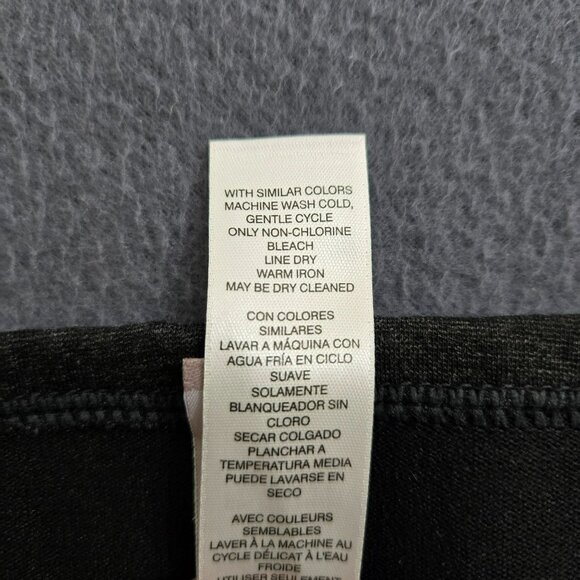 WITH SIMILAR COLORS
MACHINE WASH COLD,
GENTLE CYCLE
ONLY NON-CHLORINE
BLEACH
LINE DRY
WARM IRON
MAY BE DRY CLEANED
CON COLORES
SIMILARES
LAVAR A MÁQUINA CON
AGUA FRÍA EN CICLO
SUAVE
SOLAMENTE
BLANQUEADOR SIN
CLORO
SECAR COLGADO
PLANCHAR A
TEMPERATURA MEDIA
PUEDE LAVARSE EN
SECO
AVEC COULEURS
SEMBLABLES
LAVER À LA MACHINE AU
CYCLE DÉLICAT À L'EAU
FROIDE
UTILISER SEULEMENT